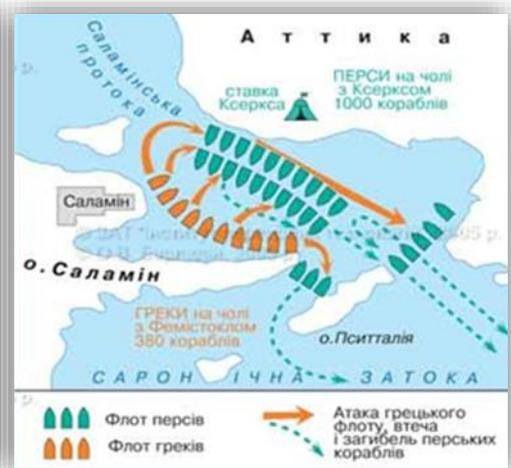 Аттика
Саламінська
протока
ставка
Ксеркса
ПЕРСИ на чолі
з Ксерксом
1000 кораблів
Саламін
о. Саламін
ГРЕКИ на чолі
з Фемістоклом
380 кораблів
о. Пситталія
САРОНІЧНА ЗАТОКА
Флот персів
Флот греків
Атака грецького
флоту, втеча
і загибель перських
кораблів